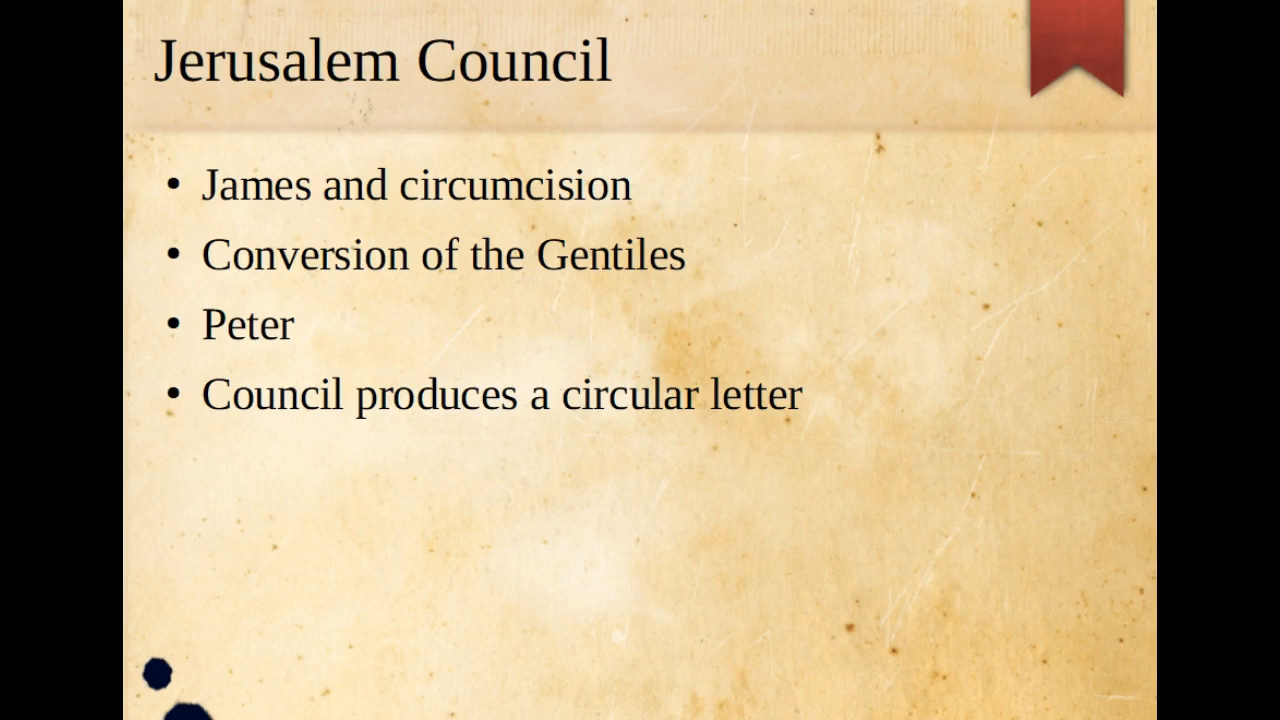 Jerusalem Council
• James and circumcision
• Conversion of the Gentiles
• Peter
• Council produces a circular letter